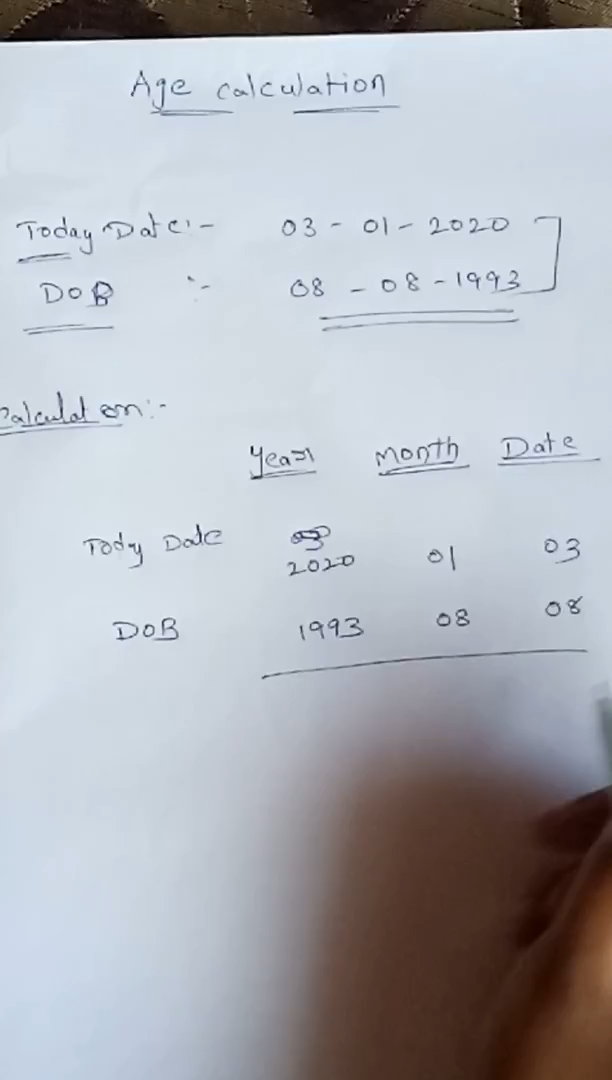 Age calculation
Today Date:- 03-01-2020
DOB :- 08-08-1993
Calculation:-
Year Month Date
Tody Date 2020 01 03
DOB 1993 08 08